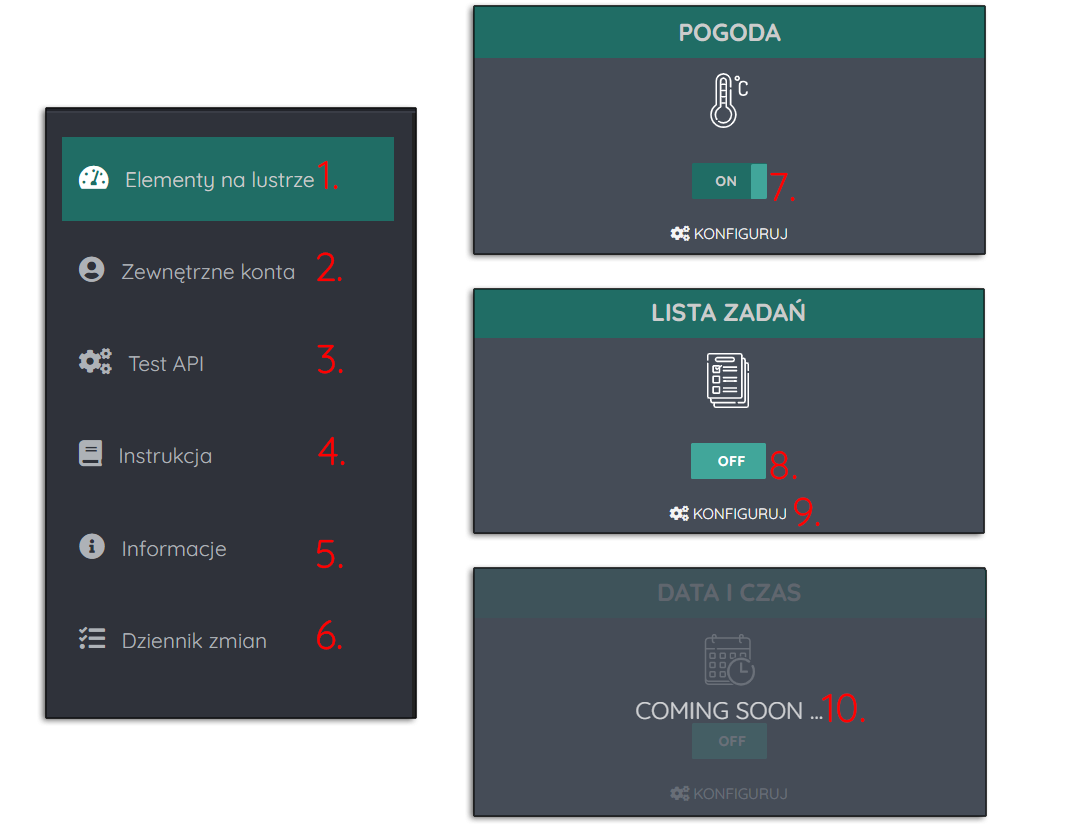 Elementy na lustrze 1.
Zewnętrzne konta 2.
Test API 3.
Instrukcja 4.
Informacje 5.
Dziennik zmian 6.
POGODA
°C
ON 7.
KONFIGURUJ
LISTA ZADAŃ
OFF 8.
KONFIGURUJ 9.
DATA I CZAS
COMING SOON ... 10.
OFF
KONFIGURUJ